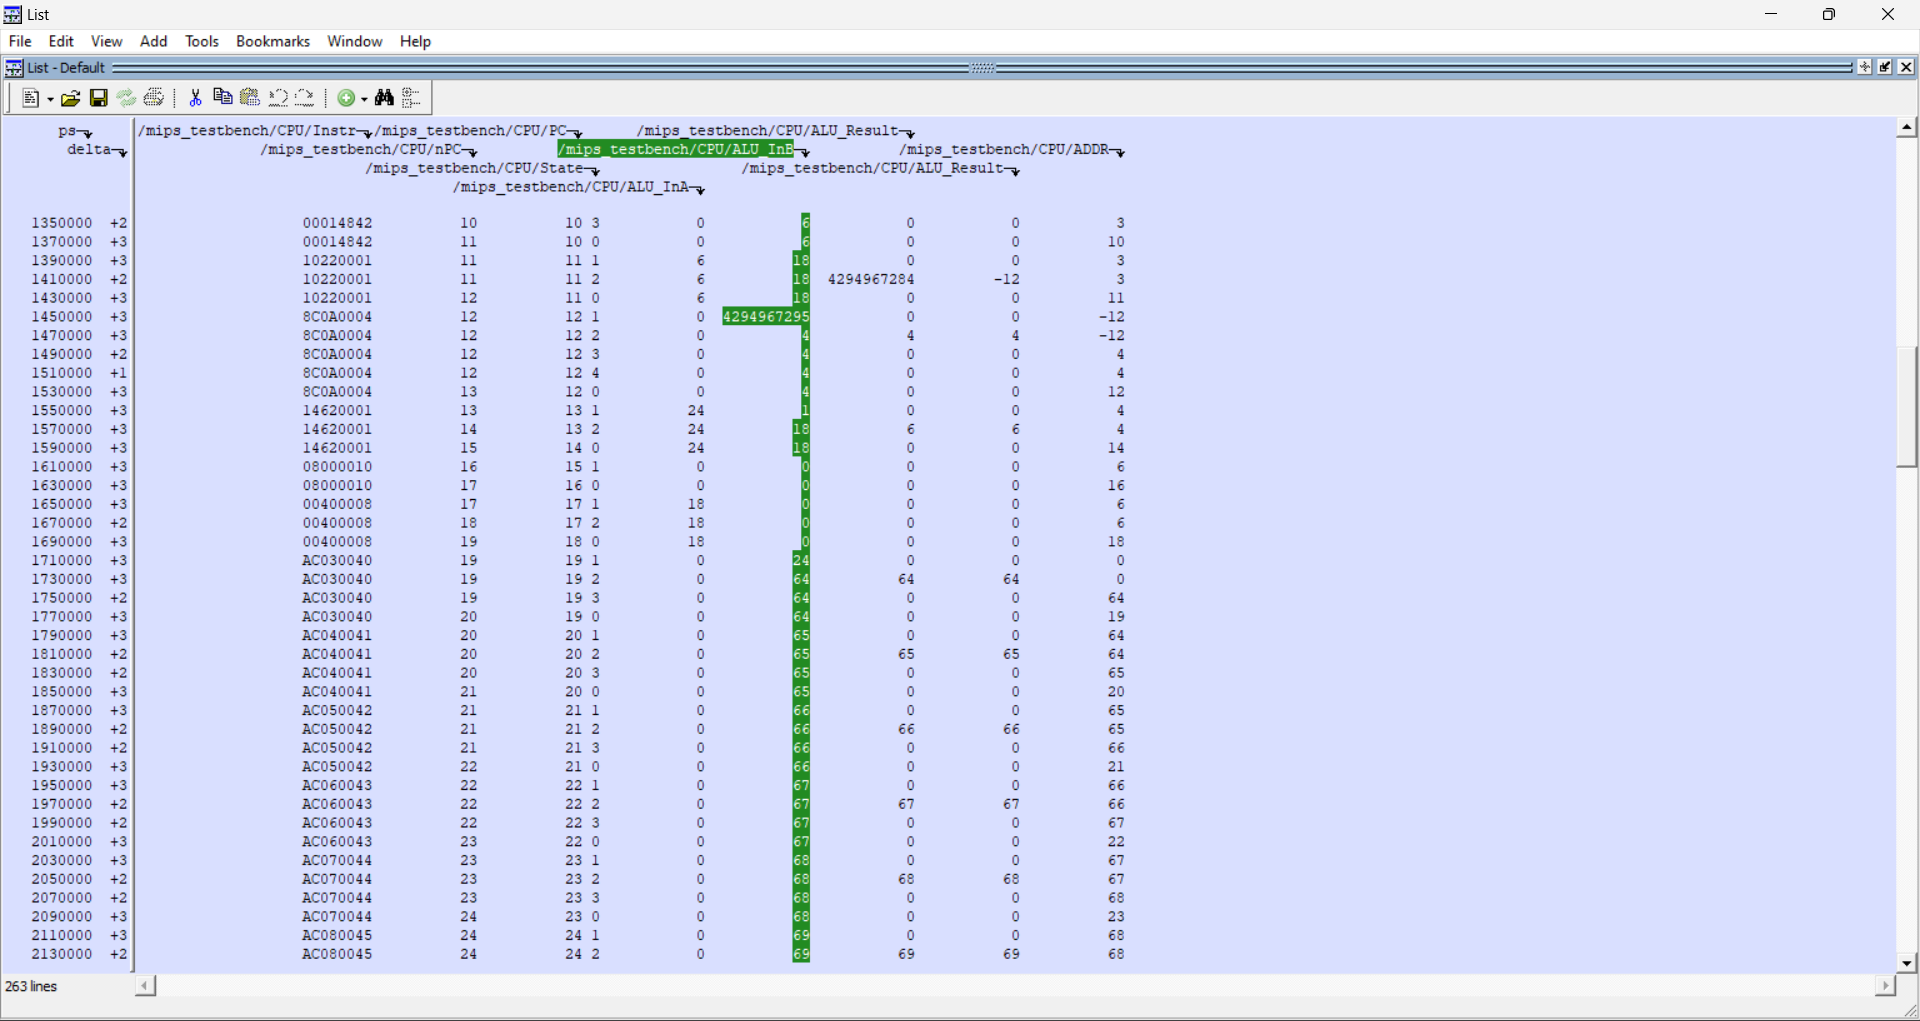 List
File Edit View Add Tools Bookmarks Window Help
List - Default
ps /mips_testbench/CPU/Instr /mips_testbench/CPU/PC /mips_testbench/CPU/ALU_Result
delta /mips_testbench/CPU/nPC /mips_testbench/CPU/ALU_InB /mips_testbench/CPU/ADDR
/mips_testbench/CPU/State /mips_testbench/CPU/ALU_Result
/mips_testbench/CPU/ALU_InA
1350000 +2 00014842 10 10 3 0 6 0 0 3
1370000 +3 00014842 11 10 0 0 6 0 0 10
1390000 +3 10220001 11 11 1 6 18 0 0 3
1410000 +2 10220001 11 11 2 6 18 4294967284 -12 3
1430000 +3 10220001 12 11 0 6 18 0 0 11
1450000 +3 8C0A0004 12 12 1 0 4294967295 0 0 -12
1470000 +3 8C0A0004 12 12 2 0 4 4 4 -12
1490000 +2 8C0A0004 12 12 3 0 4 0 0 4
1510000 +1 8C0A0004 12 12 4 0 4 0 0 4
1530000 +3 8C0A0004 13 12 0 0 4 0 0 12
1550000 +3 14620001 13 13 1 24 1 0 0 4
1570000 +3 14620001 14 13 2 24 18 6 6 4
1590000 +3 14620001 15 14 0 24 18 0 0 14
1610000 +3 08000010 16 15 1 0 0 0 0 6
1630000 +3 08000010 17 16 0 0 0 0 0 16
1650000 +3 00400008 17 17 1 18 0 0 0 6
1670000 +2 00400008 18 17 2 18 0 0 0 6
1690000 +3 00400008 19 18 0 18 0 0 0 18
1710000 +3 AC030040 19 19 1 0 24 0 0 0
1730000 +3 AC030040 19 19 2 0 64 64 64 0
1750000 +2 AC030040 19 19 3 0 64 0 0 64
1770000 +3 AC030040 20 19 0 0 64 0 0 19
1790000 +3 AC040041 20 20 1 0 65 0 0 64
1810000 +2 AC040041 20 20 2 0 65 65 65 64
1830000 +2 AC040041 20 20 3 0 65 0 0 65
1850000 +3 AC040041 21 20 0 0 65 0 0 20
1870000 +3 AC050042 21 21 1 0 66 0 0 65
1890000 +2 AC050042 21 21 2 0 66 66 66 65
1910000 +2 AC050042 21 21 3 0 66 0 0 66
1930000 +3 AC050042 22 21 0 0 66 0 0 21
1950000 +3 AC060043 22 22 1 0 67 0 0 66
1970000 +2 AC060043 22 22 2 0 67 67 67 66
1990000 +2 AC060043 22 22 3 0 67 0 0 67
2010000 +3 AC060043 23 22 0 0 67 0 0 22
2030000 +3 AC070044 23 23 1 0 68 0 0 67
2050000 +2 AC070044 23 23 2 0 68 68 68 67
2070000 +2 AC070044 23 23 3 0 68 0 0 68
2090000 +3 AC070044 24 23 0 0 68 0 0 23
2110000 +3 AC080045 24 24 1 0 69 0 0 68
2130000 +2 AC080045 24 24 2 0 69 69 69 68
263 lines